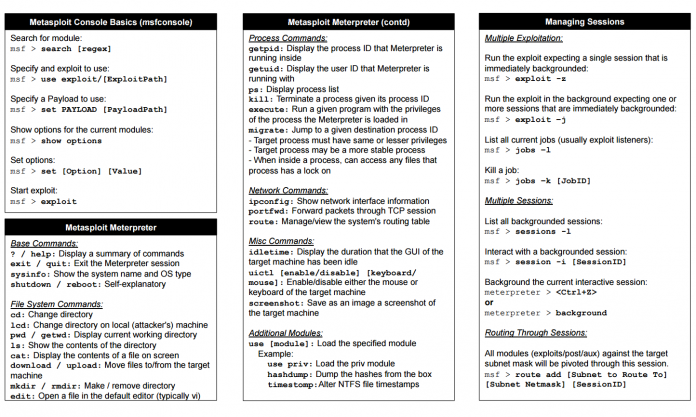 Metasploit Console Basics (msfconsole)
Search for module:
msf > search [regex]
Specify and exploit to use:
msf > use exploit/[ExploitPath]
Specify a Payload to use:
msf > set PAYLOAD [PayloadPath]
Show options for the current modules:
msf > show options
Set options:
msf > set [Option] [Value]
Start exploit:
msf > exploit
Metasploit Meterpreter
Base Commands:
? / help: Display a summary of commands
exit / quit: Exit the Meterpreter session
sysinfo: Show the system name and OS type
shutdown / reboot: Self-explanatory
File System Commands:
cd: Change directory
lcd: Change directory on local (attacker's) machine
pwd / getwd: Display current working directory
ls: Show the contents of the directory
cat: Display the contents of a file on screen
download / upload: Move files to/from the target
machine
mkdir / rmdir: Make / remove directory
edit: Open a file in the default editor (typically vi)
Metasploit Meterpreter (contd)
Process Commands:
getpid: Display the process ID that Meterpreter is
running inside
getuid: Display the user ID that Meterpreter is
running with
ps: Display process list
kill: Terminate a process given its process ID
execute: Run a given program with the privileges
of the process the Meterpreter is loaded in
migrate: Jump to a given destination process ID
- Target process must have same or lesser privileges
- Target process may be a more stable process
- When inside a process, can access any files that
process has a lock on
Network Commands:
ipconfig: Show network interface information
portfwd: Forward packets through TCP session
route: Manage/view the system's routing table
Misc Commands:
idletime: Display the duration that the GUI of the
target machine has been idle
uictl [enable/disable] [keyboard/
mouse]: Enable/disable either the mouse or
keyboard of the target machine
screenshot: Save as an image a screenshot of
the target machine
Additional Modules:
use [module]: Load the specified module
Example:
use priv: Load the priv module
hashdump: Dump the hashes from the box
timestomp:Alter NTFS file timestamps
Managing Sessions
Multiple Exploitation:
Run the exploit expecting a single session that is
immediately backgrounded:
msf > exploit -z
Run the exploit in the background expecting one or
more sessions that are immediately backgrounded:
msf > exploit -j
List all current jobs (usually exploit listeners):
msf > jobs -l
Kill a job:
msf > jobs -k [JobID]
Multiple Sessions:
List all backgrounded sessions:
msf > sessions -l
Interact with a backgrounded session:
msf > session -i [SessionID]
Background the current interactive session:
meterpreter > <Ctrl+Z>
or
meterpreter > background
Routing Through Sessions:
All modules (exploits/post/aux) against the target
subnet mask will be pivoted through this session.
msf > route add [Subnet to Route To]
[Subnet Netmask] [SessionID]